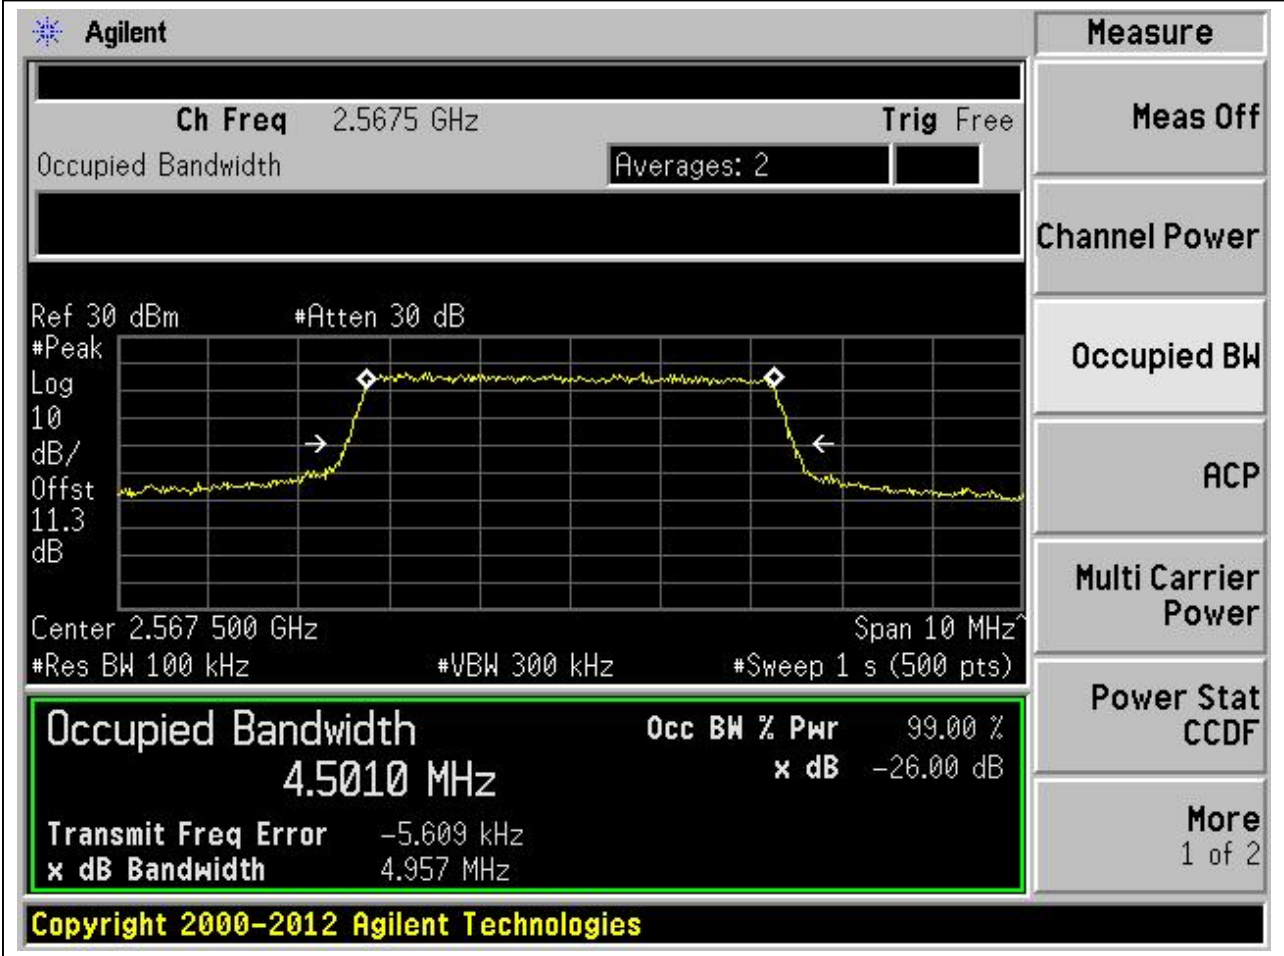 Agilent
Measure
Ch Freq 2.5675 GHz Trig Free
Occupied Bandwidth Averages: 2
Meas Off
Channel Power
Occupied BW
ACP
Multi Carrier
Power
Power Stat
CCDF
More
1 of 2
Ref 30 dBm #Atten 30 dB
#Peak
Log
10
dB/
Offst
11.3
dB
Center 2.567 500 GHz Span 10 MHz^
#Res BW 100 kHz #VBW 300 kHz #Sweep 1 s (500 pts)
Occupied Bandwidth Occ BW % Pwr 99.00 %
4.5010 MHz x dB -26.00 dB
Transmit Freq Error -5.609 kHz
x dB Bandwidth 4.957 MHz
Copyright 2000-2012 Agilent Technologies